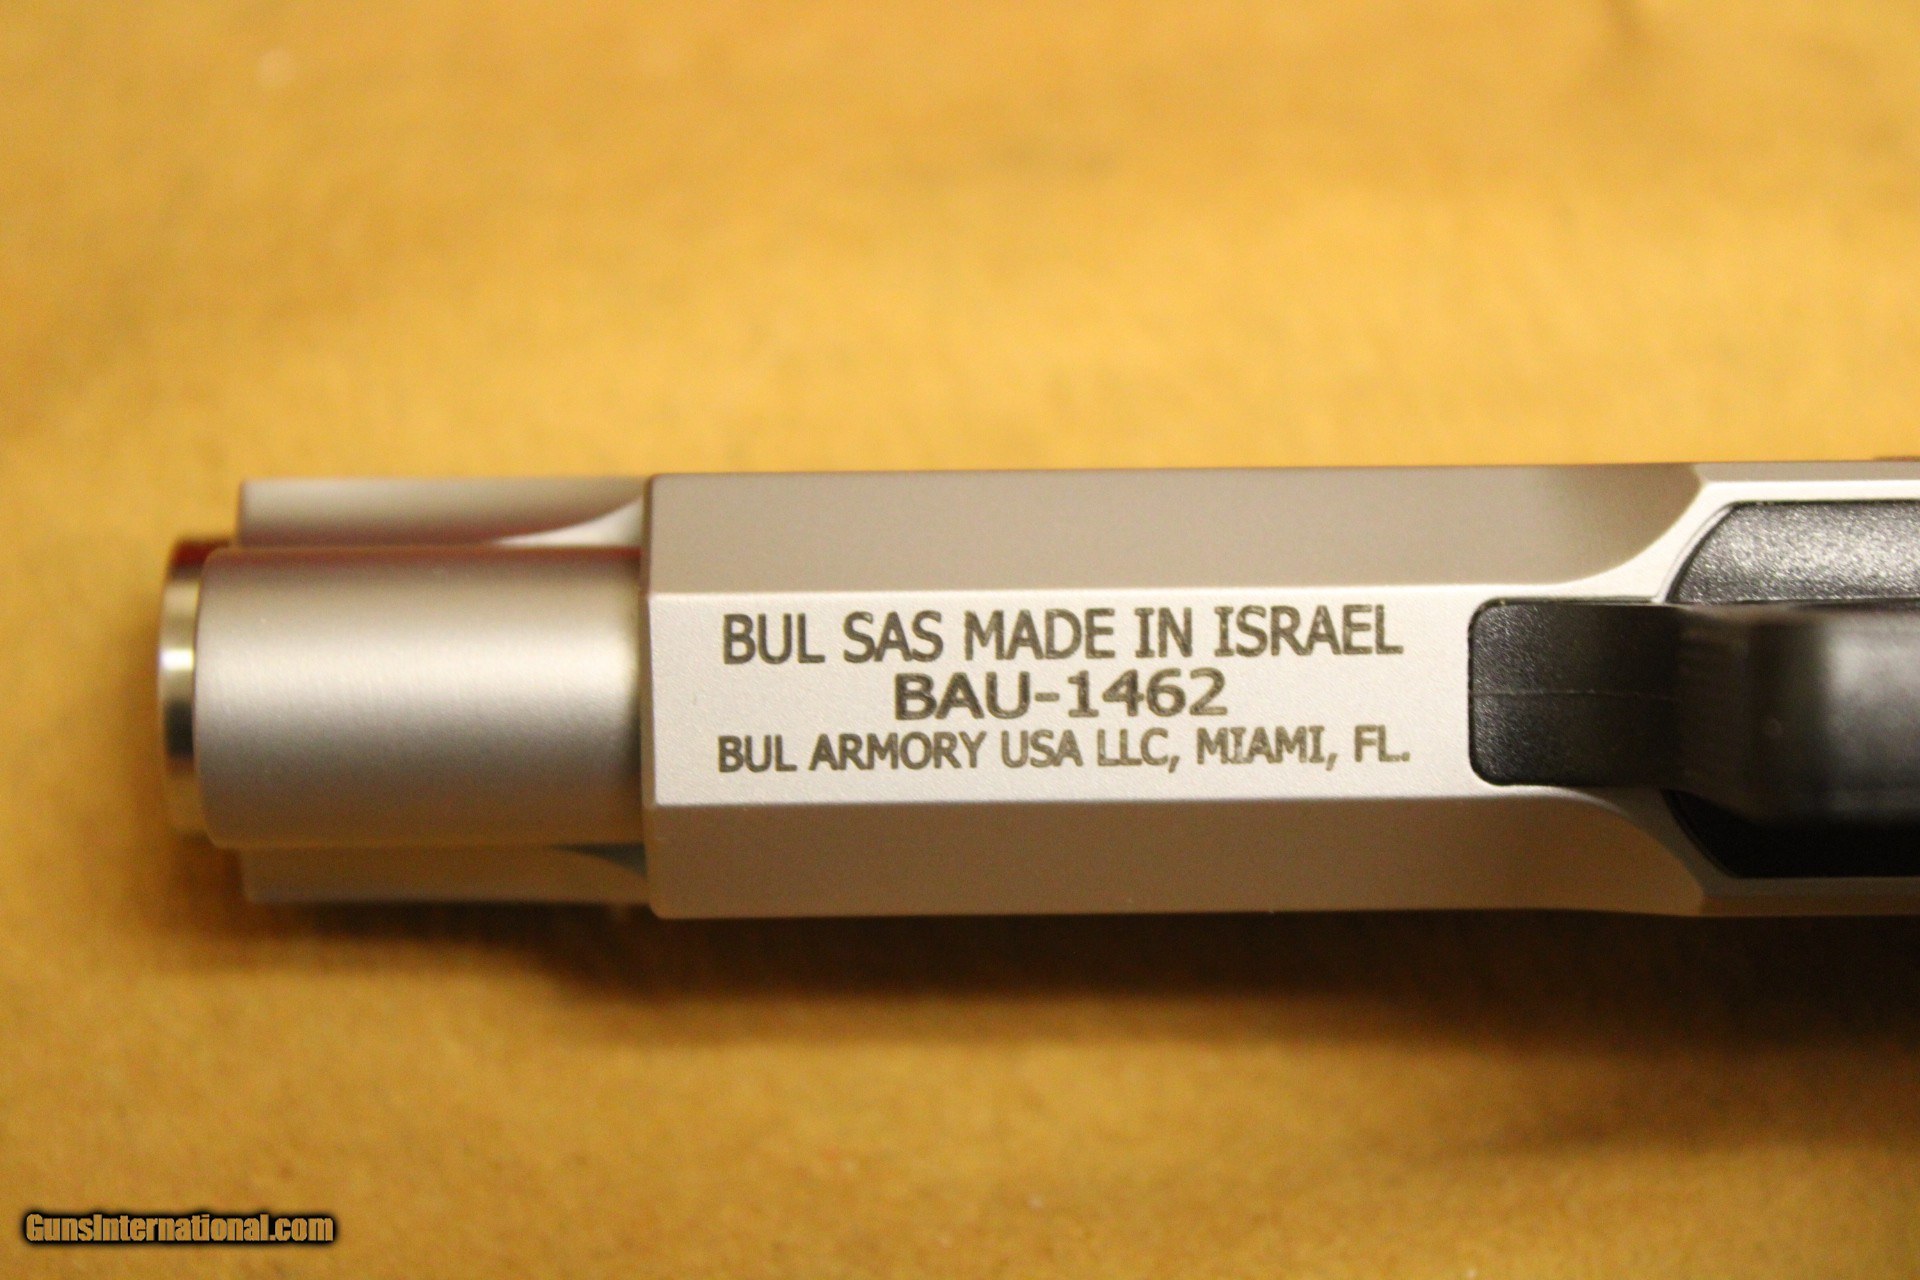 BUL SAS MADE IN ISRAEL
BAU-1462
BUL ARMORY USA LLC, MIAMI, FL.
GunsInternational.com